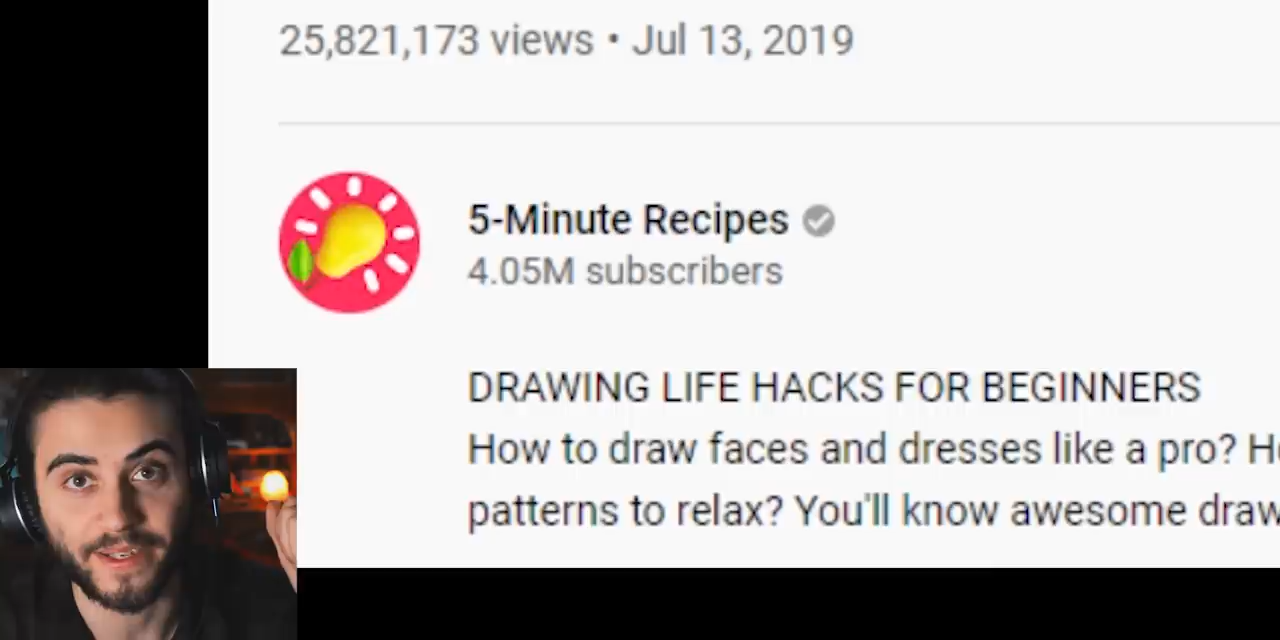 25,821,173 views • Jul 13, 2019
5-Minute Recipes
4.05M subscribers
DRAWING LIFE HACKS FOR BEGINNERS
How to draw faces and dresses like a pro?
patterns to relax? You'll know awesome